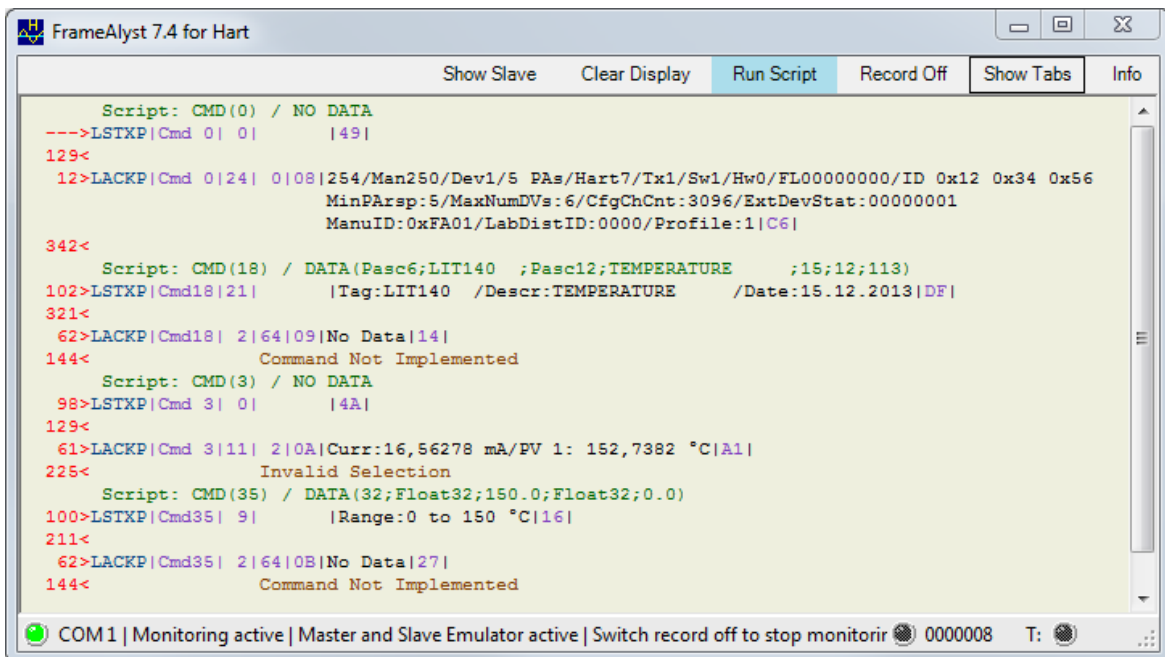 FrameAlyst 7.4 for Hart
Show Slave Clear Display Run Script Record Off Show Tabs Info
Script: CMD(0) / NO DATA
--->LSTXP|Cmd 0| 0|       |49|
129<
12>LACKP|Cmd 0|24| 0|08|254/Man250/Dev1/5 PAs/Hart7/Tx1/Sw1/Hw0/FL00000000/ID 0x12 0x34 0x56
MinPArsp:5/MaxNumDVs:6/CfgChCnt:3096/ExtDevStat:00000001
ManuID:0xFA01/LabDistID:0000/Profile:1|C6|
342<
Script: CMD(18) / DATA(Pasc6;LIT140  ;Pasc12;TEMPERATURE     ;15;12;113)
102>LSTXP|Cmd18|21|       |Tag:LIT140  /Descr:TEMPERATURE     /Date:15.12.2013|DF|
321<
62>LACKP|Cmd18| 2|64|09|No Data|14|
144<             Command Not Implemented
Script: CMD(3) / NO DATA
98>LSTXP|Cmd 3| 0|       |4A|
129<
61>LACKP|Cmd 3|11| 2|0A|Curr:16,56278 mA/PV 1: 152,7382 °C|A1|
225<             Invalid Selection
Script: CMD(35) / DATA(32;Float32;150.0;Float32;0.0)
100>LSTXP|Cmd35| 9|       |Range:0 to 150 °C|16|
211<
62>LACKP|Cmd35| 2|64|0B|No Data|27|
144<             Command Not Implemented
COM1 | Monitoring active | Master and Slave Emulator active | Switch record off to stop monitorir 0000008 T: